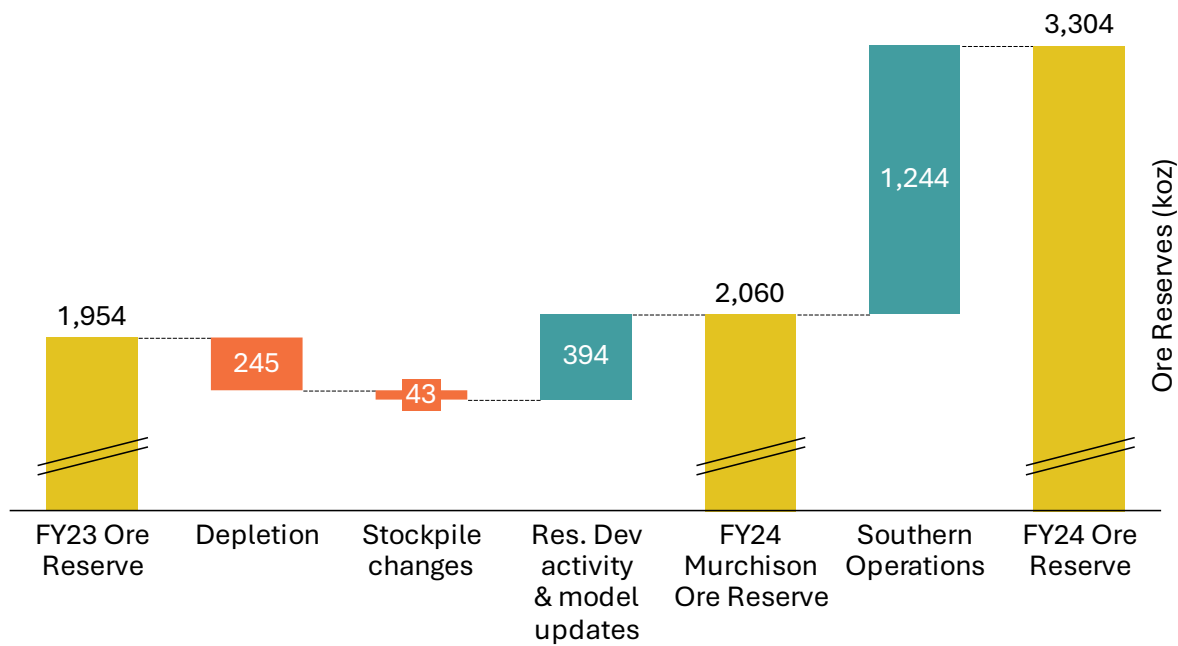 3,304
1,244
2,060
1,954
394
245
43
Ore Reserves (koz)
FY23 Ore
Reserve
Depletion
Stockpile
changes
Res. Dev
activity
& model
updates
FY24
Murchison
Ore Reserve
Southern
Operations
FY24 Ore
Reserve